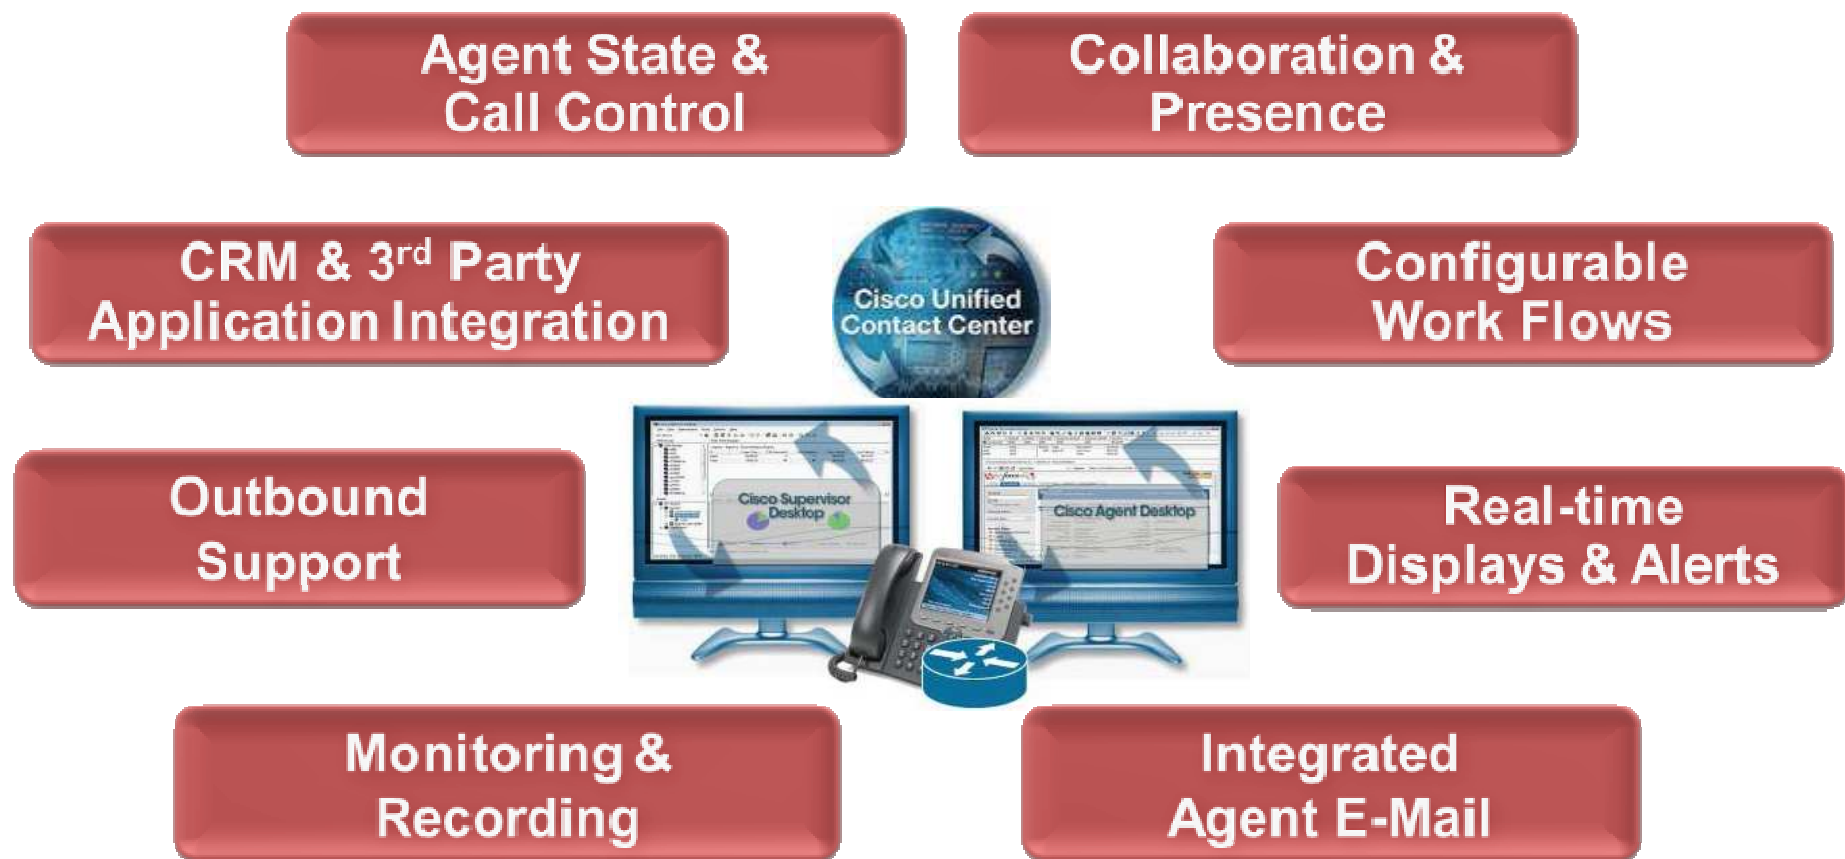 Agent State &
Call Control
Collaboration &
Presence
CRM & 3rd Party
Application Integration
Cisco Unified
Contact Center
Configurable
Work Flows
Outbound
Support
Cisco Supervisor
Desktop
Cisco Agent Desktop
Real-time
Displays & Alerts
Monitoring &
Recording
Integrated
Agent E-Mail